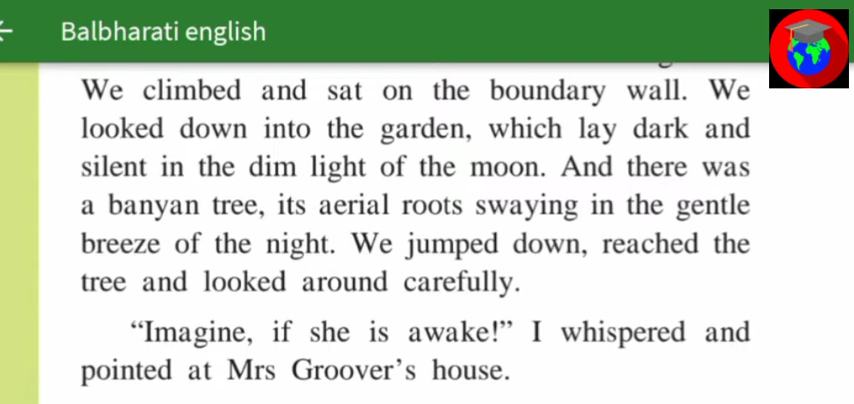 Balbharati english
We climbed and sat on the boundary wall. We
looked down into the garden, which lay dark and
silent in the dim light of the moon. And there was
a banyan tree, its aerial roots swaying in the gentle
breeze of the night. We jumped down, reached the
tree and looked around carefully.
“Imagine, if she is awake!” I whispered and
pointed at Mrs Groover’s house.